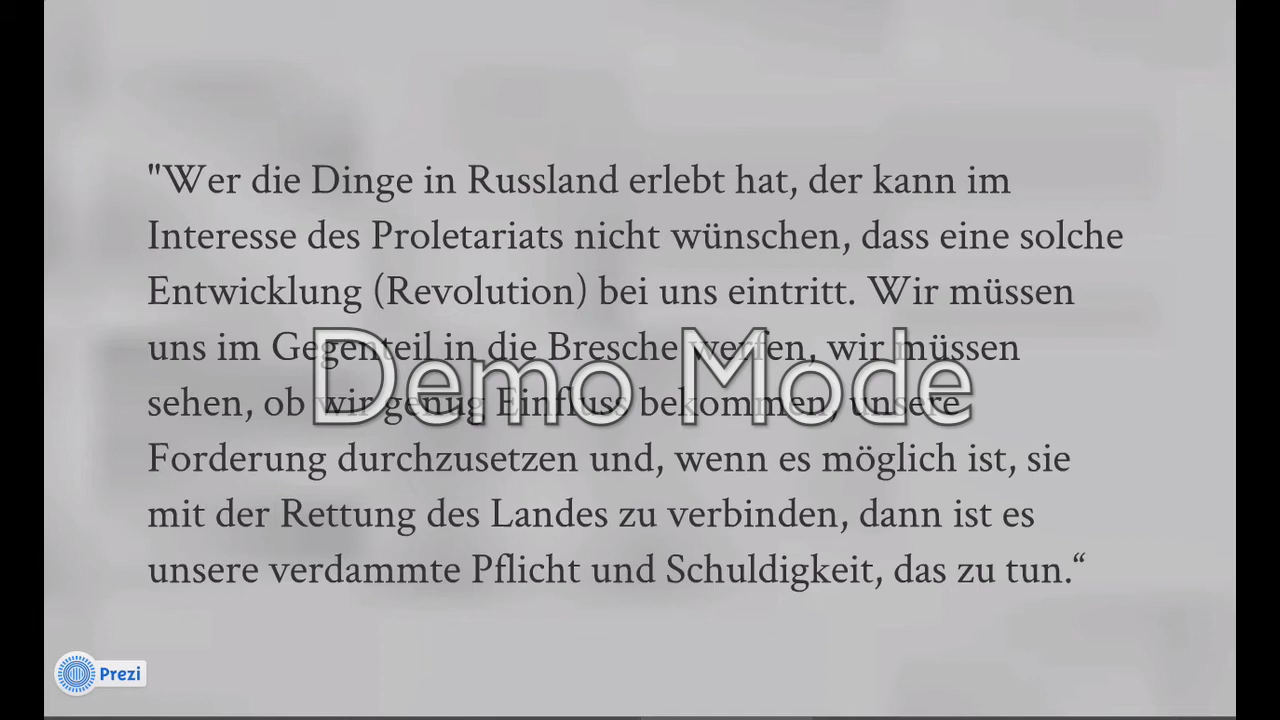 "Wer die Dinge in Russland erlebt hat, der kann im
Interesse des Proletariats nicht wünschen, dass eine solche
Entwicklung (Revolution) bei uns eintritt. Wir müssen
uns im Gegenteil in die Bresche werfen, wir müssen
sehen, ob wir genug Einfluss bekommen, unsere
Forderung durchzusetzen und, wenn es möglich ist, sie
mit der Rettung des Landes zu verbinden, dann ist es
unsere verdammte Pflicht und Schuldigkeit, das zu tun.“
Demo Mode
Prezi